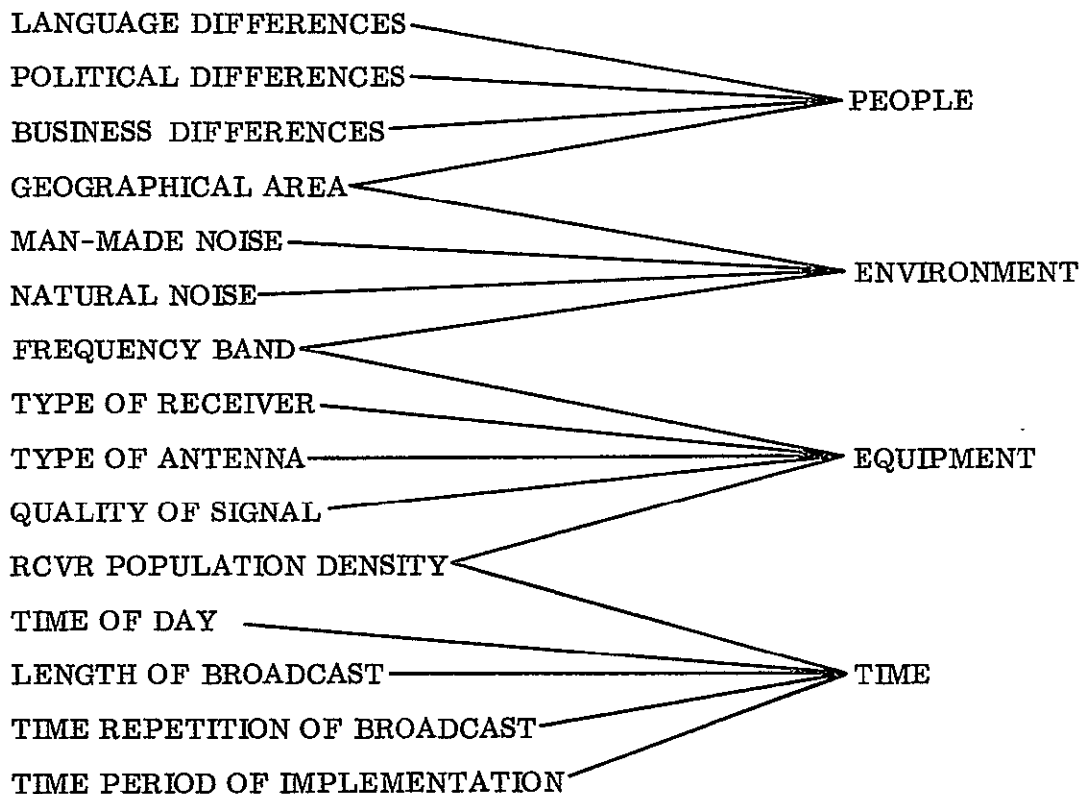 LANGUAGE DIFFERENCES
POLITICAL DIFFERENCES
PEOPLE
BUSINESS DIFFERENCES
GEOGRAPHICAL AREA
MAN-MADE NOISE
ENVIRONMENT
NATURAL NOISE
FREQUENCY BAND
TYPE OF RECEIVER
TYPE OF ANTENNA
EQUIPMENT
QUALITY OF SIGNAL
RCVR POPULATION DENSITY
TIME OF DAY
LENGTH OF BROADCAST
TIME
TIME REPETITION OF BROADCAST
TIME PERIOD OF IMPLEMENTATION